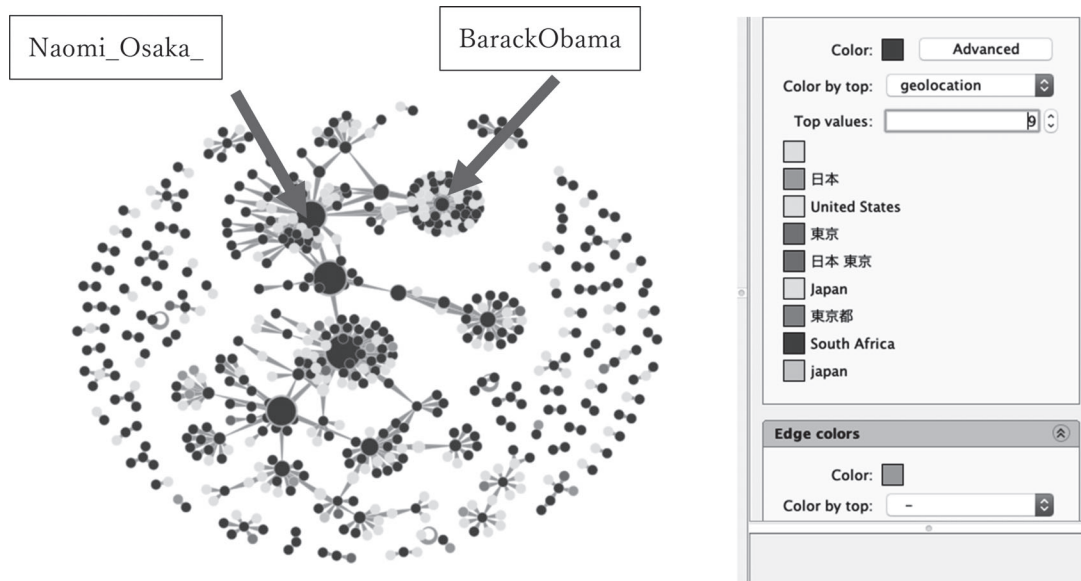 Naomi_Osaka_
BarackObama
Color:
Advanced
Color by top:
geolocation
Top values:
9
日本
United States
東京
日本 東京
Japan
東京都
South Africa
japan
Edge colors
Color:
Color by top:
–